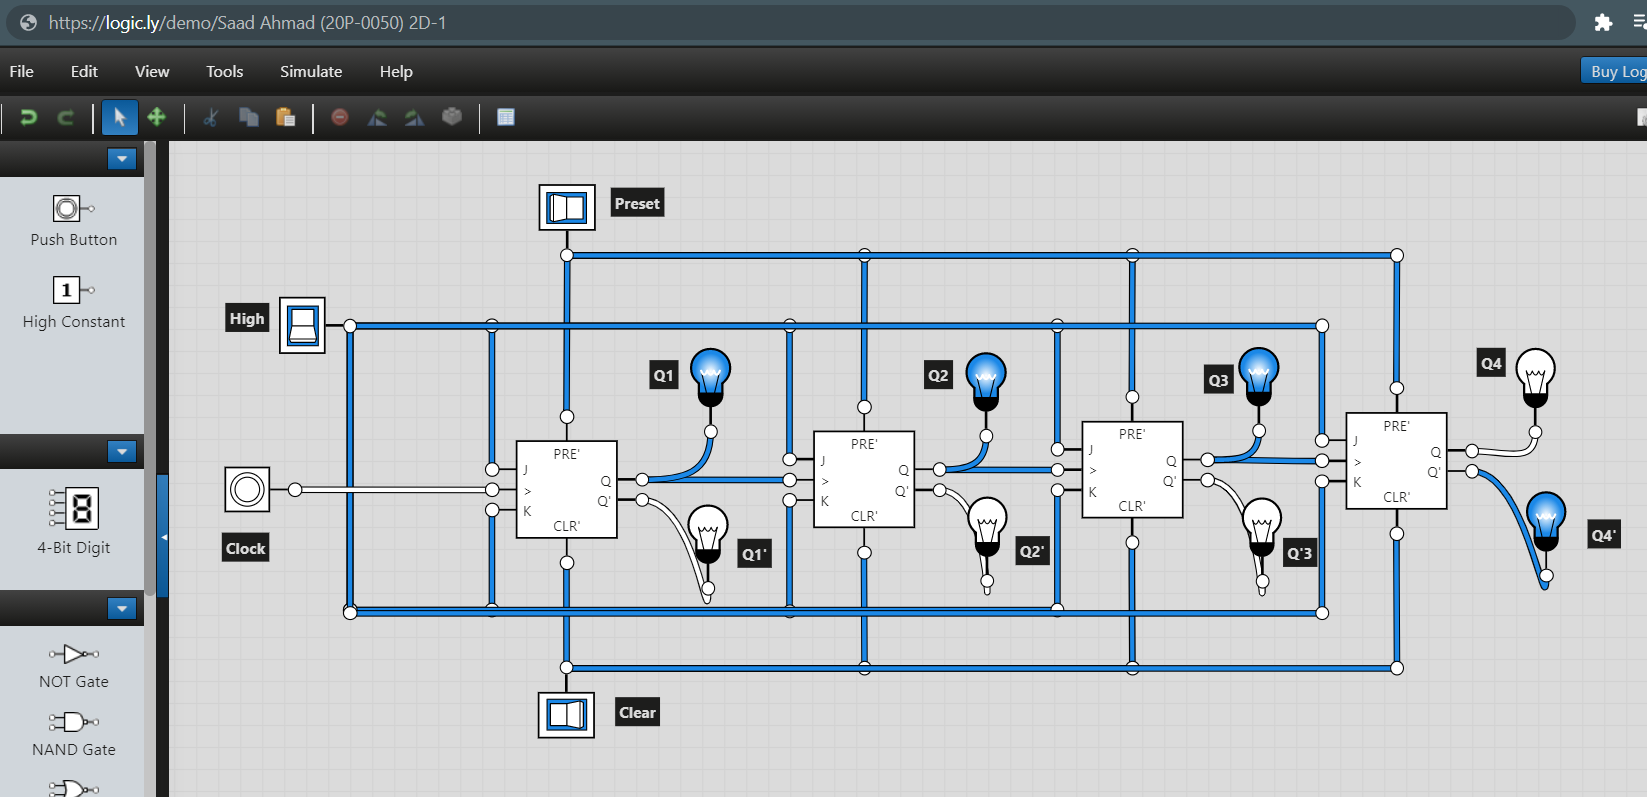 https://logic.ly/demo/Saad Ahmad (20P-0050) 2D-1
File Edit View Tools Simulate Help Buy Log
Push Button
1
High Constant
8
4-Bit Digit
NOT Gate
NAND Gate
Preset
High
Q1
Q2
Q3
Q4
PRE'
J
Q
>
Q'
K
CLR'
PRE'
J
Q
>
Q'
K
CLR'
PRE'
J
Q
>
Q'
K
CLR'
PRE'
J
Q
>
Q'
K
CLR'
Clock
Q1'
Q2'
Q'3
Q4'
Clear